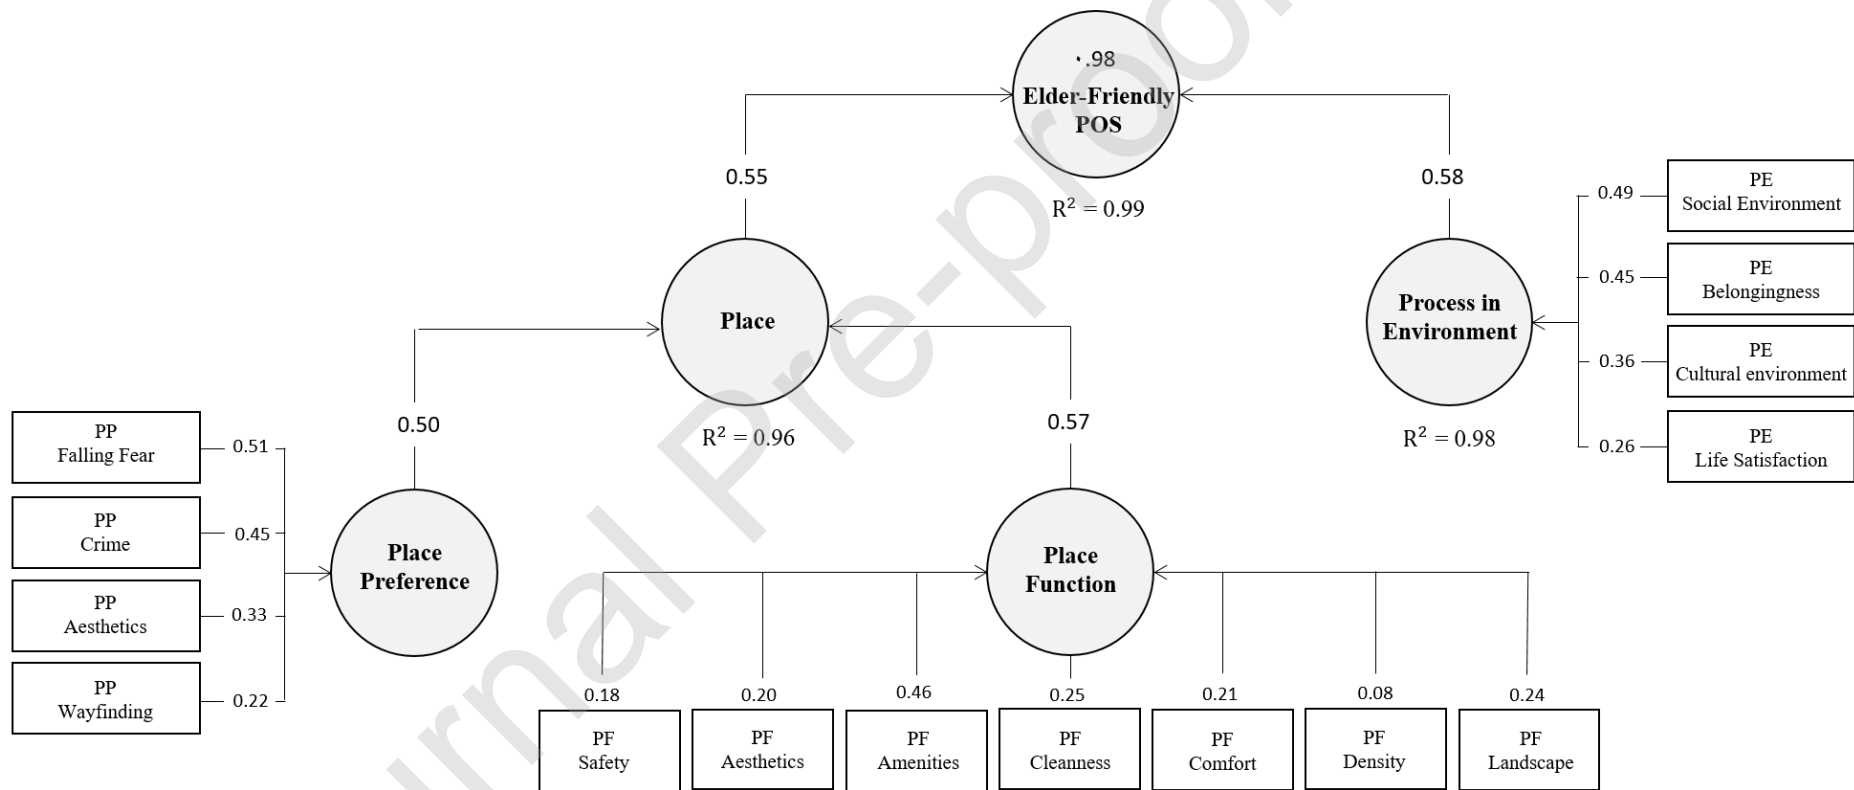 ٠.98
Elder-Friendly
POS
0.55
0.58
R² = 0.99
PE
Social Environment
0.49
PE
Belongingness
0.45
Place
Process in
Environment
PE
Cultural environment
0.36
PE
Life Satisfaction
0.26
R² = 0.96
R² = 0.98
0.50
0.57
PP
Falling Fear
0.51
PP
Crime
0.45
PP
Aesthetics
0.33
PP
Wayfinding
0.22
Place
Preference
Place
Function
0.18
0.20
0.46
0.25
0.21
0.08
0.24
PF
Safety
PF
Aesthetics
PF
Amenities
PF
Cleanness
PF
Comfort
PF
Density
PF
Landscape
urnal Pre-proo